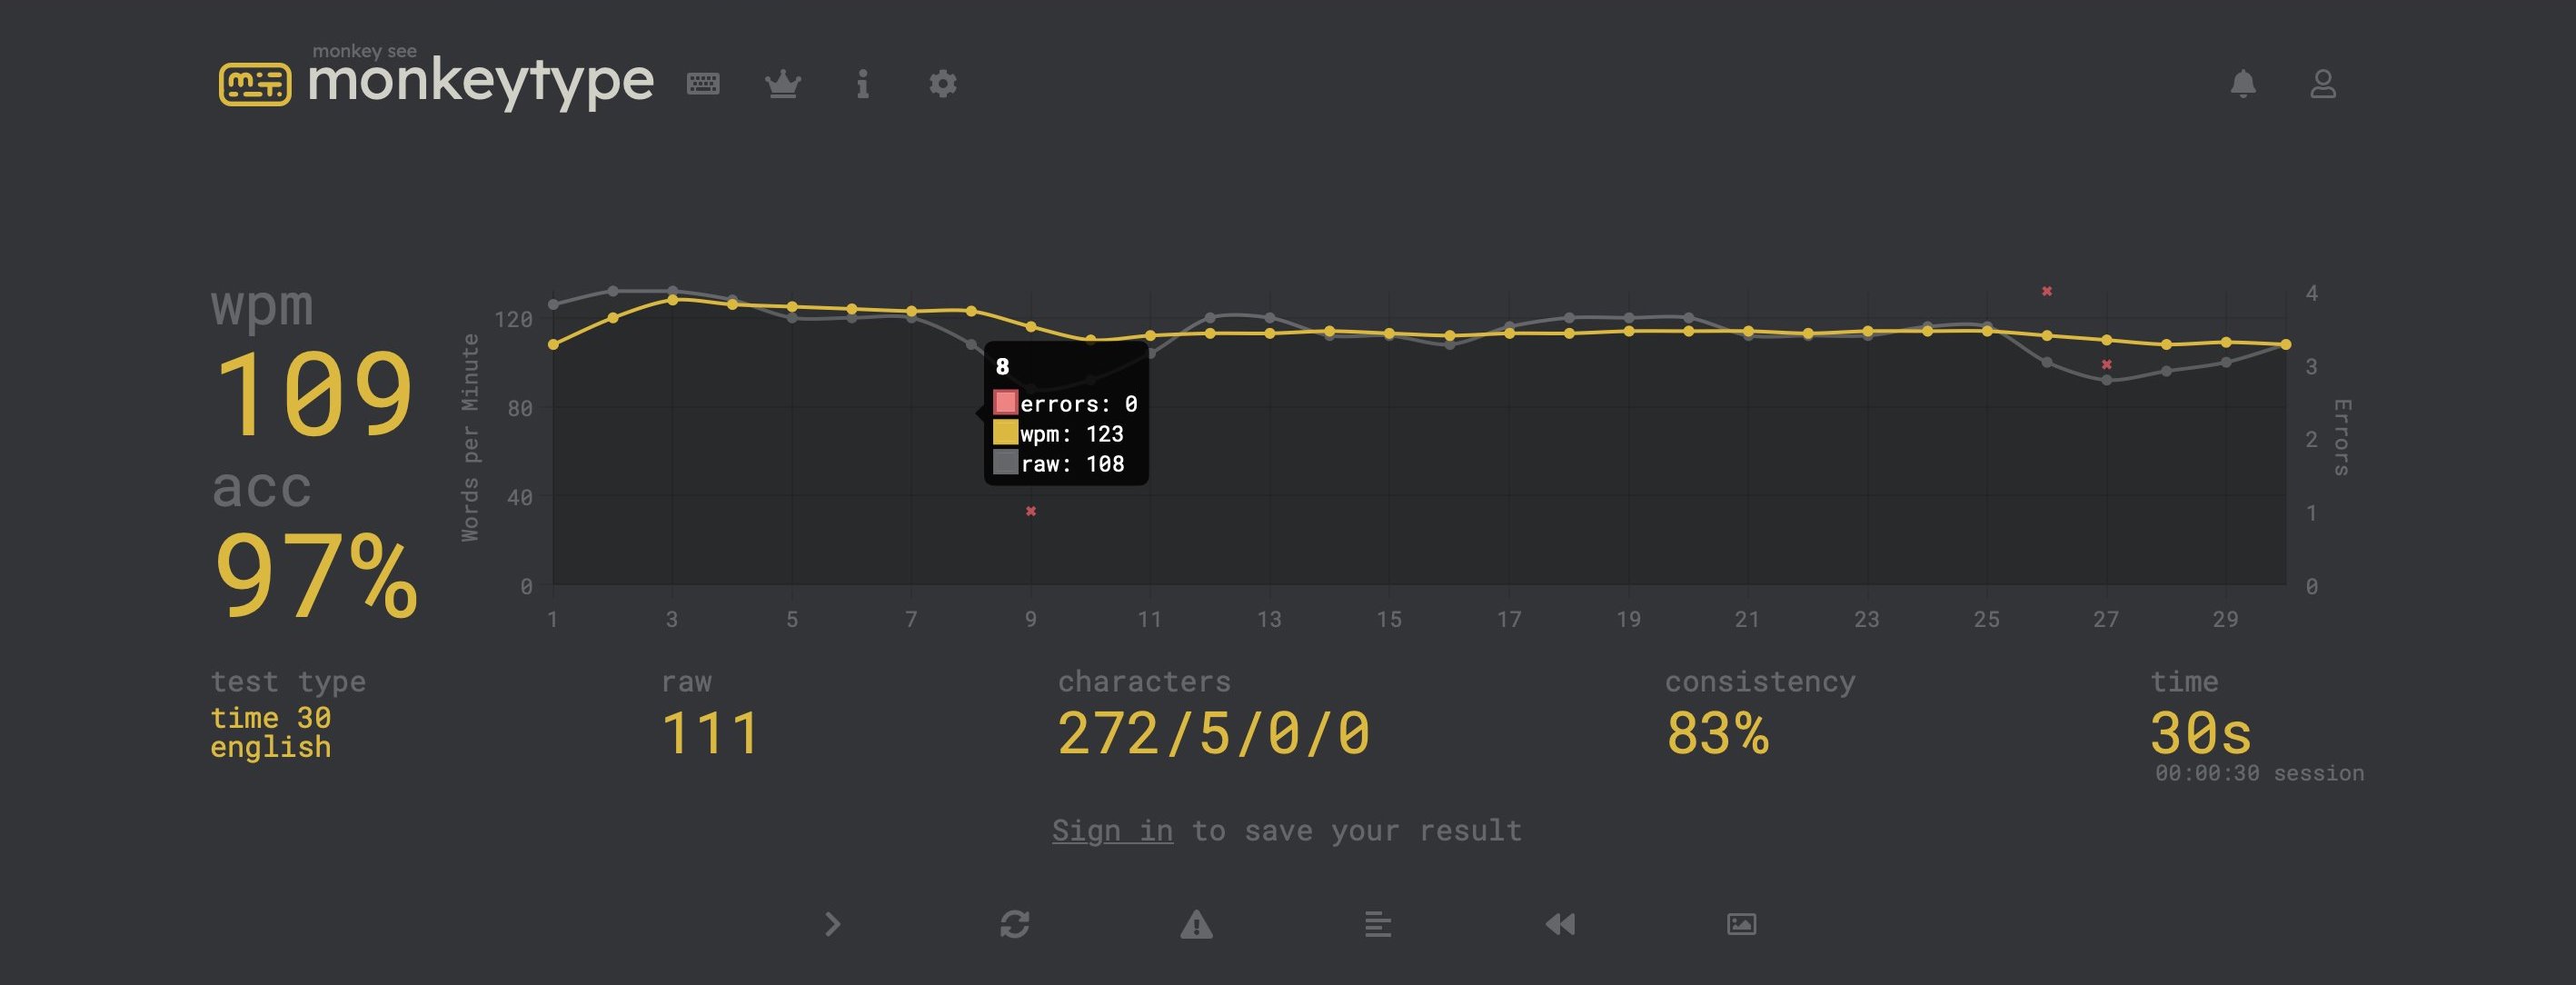 monkey see
monkeytype
wpm
109
acc
97%
Words per Minute
120
80
40
0
8
errors: 0
wpm: 123
raw: 108
4
3
2
1
0
Errors
1 3 5 7 9 11 13 15 17 19 21 23 25 27 29
test type
time 30
english
raw
111
characters
272/5/0/0
consistency
83%
time
30s
00:00:30 session
Sign in to save your result